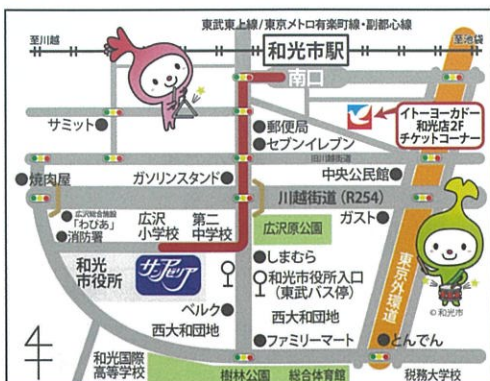 東武東上線/東京メトロ有楽町線・副都心線
至川越
和光市駅
至池袋
南口
サミット
郵便局
セブンイレブン
イトーヨーカドー
和光店2F
チケットコーナー
旧川越街道
焼肉屋
ガソリンスタンド
中央公民館
川越街道 (R254)
広沢総合施設
「わぴあ」
消防署
広沢
小学校
第二
中学校
広沢原公園
ガスト
東京外環道
和光
市役所
サンアゼリア
しまむら
和光市役所入口
(東武バス停)
©和光市
ベルク
西大和団地
西大和団地
ファミリーマート
とんでん
和光国際
高等学校
樹林公園
総合体育館
税務大学校
4